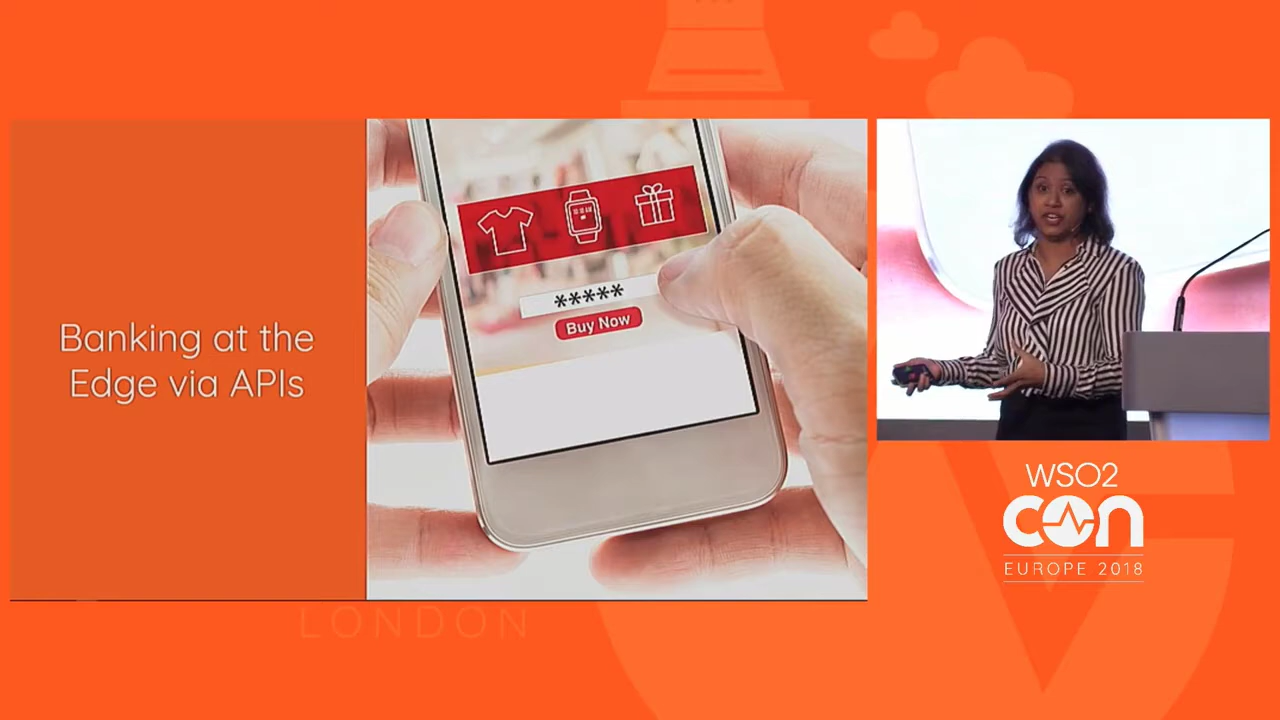 Banking at the
Edge via APIs
*****
Buy Now
WSO2
con
EUROPE 2018
LONDON